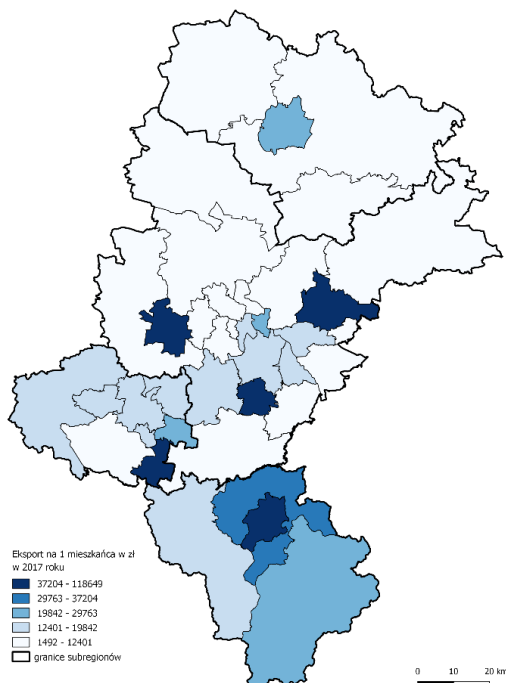 Eksport na 1 mieszkańca w zł
w 2017 roku
37204 - 118649
29763 - 37204
19842 - 29763
12401 - 19842
1492 - 12401
granice subregionów
0 10 20 km